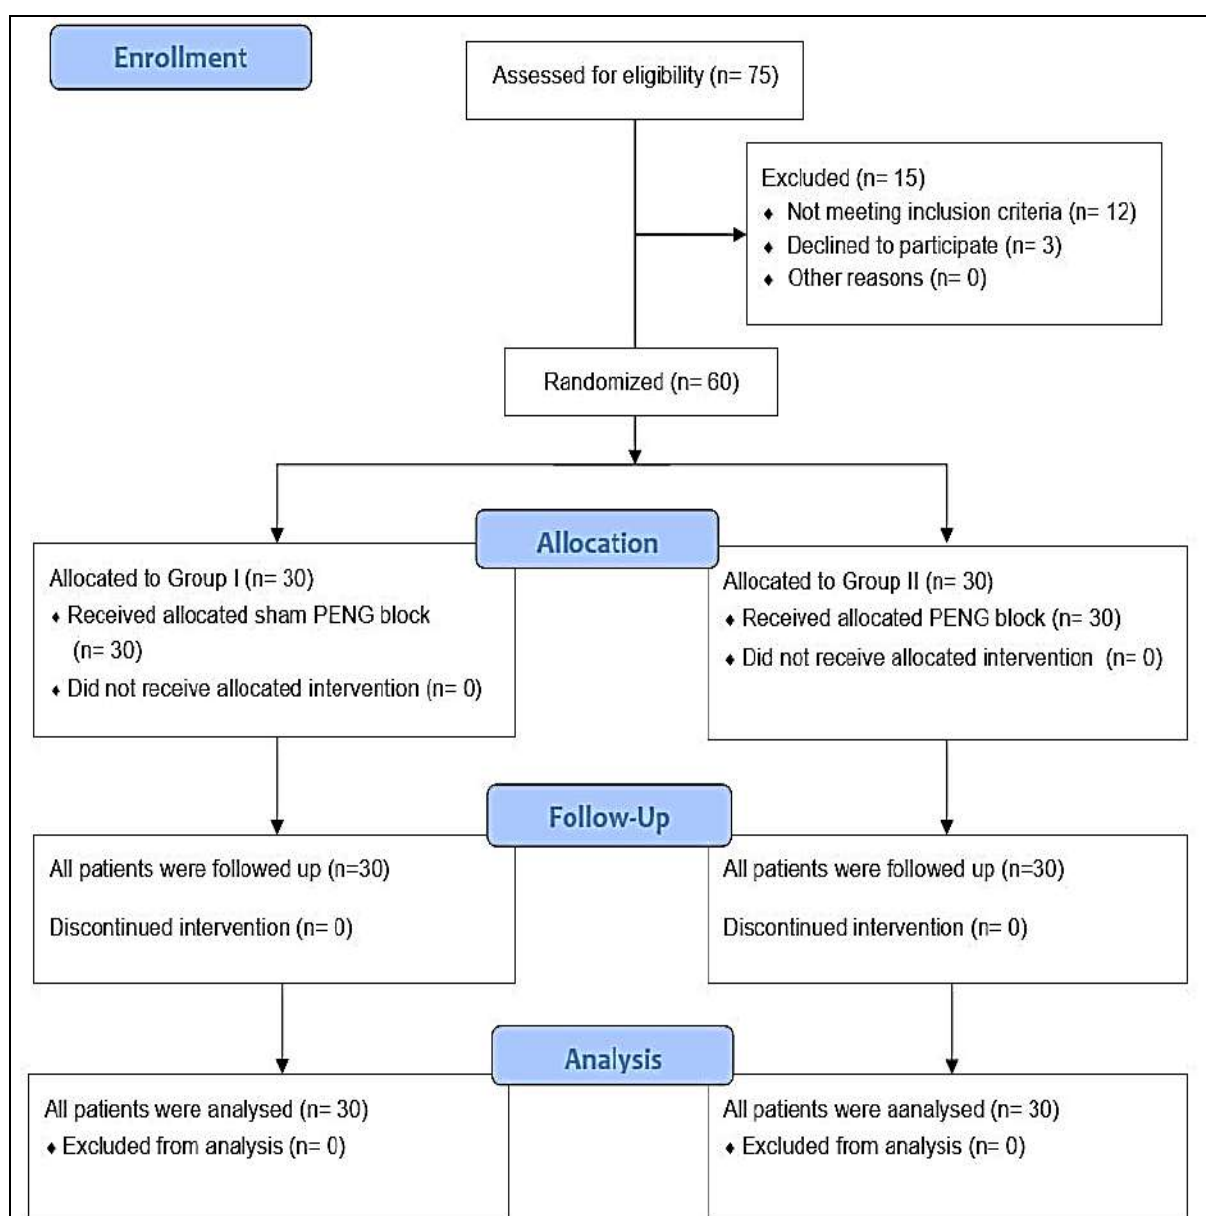 Enrollment
Assessed for eligibility (n= 75)
Excluded (n= 15)
♦ Not meeting inclusion criteria (n= 12)
♦ Declined to participate (n= 3)
♦ Other reasons (n= 0)
Randomized (n= 60)
Allocation
Allocated to Group I (n= 30)
♦ Received allocated sham PENG block
(n= 30)
♦ Did not receive allocated intervention (n= 0)
Allocated to Group II (n= 30)
♦ Received allocated PENG block (n= 30)
♦ Did not receive allocated intervention (n= 0)
Follow-Up
All patients were followed up (n=30)
Discontinued intervention (n= 0)
All patients were followed up (n=30)
Discontinued intervention (n= 0)
Analysis
All patients were analysed (n= 30)
♦ Excluded from analysis (n= 0)
All patients were aanalysed (n= 30)
♦ Excluded from analysis (n= 0)